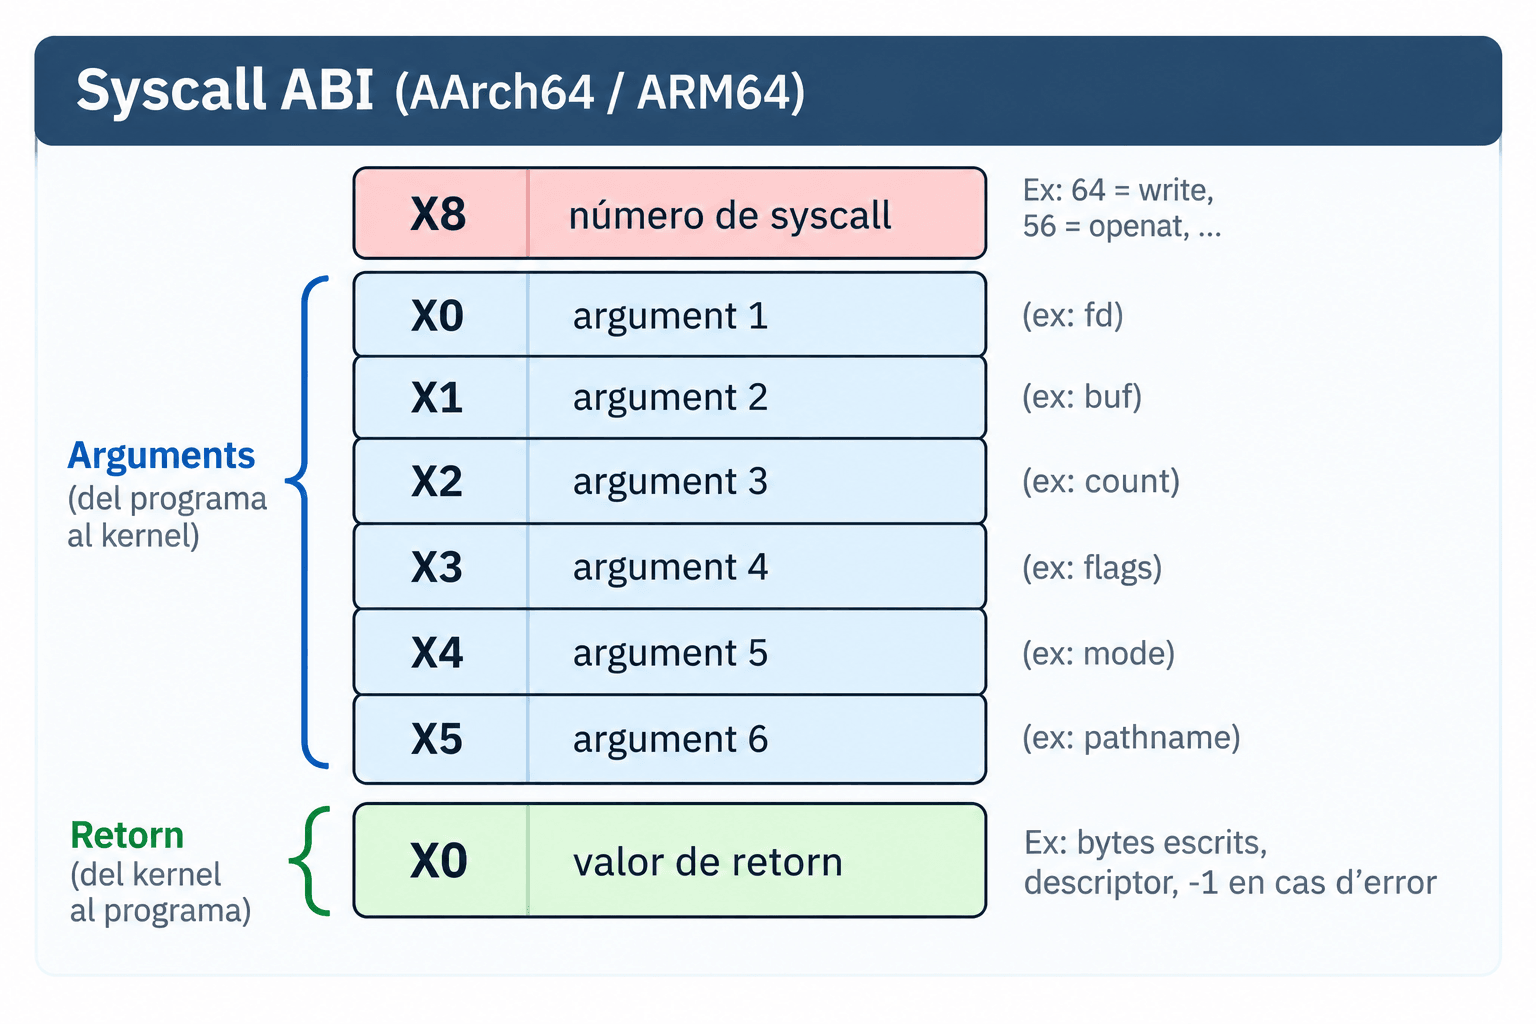 Syscall ABI (AArch64 / ARM64)
X8 número de syscall
Ex: 64 = write,
56 = openat, ...
Arguments
(del programa
al kernel)
X0 argument 1 (ex: fd)
X1 argument 2 (ex: buf)
X2 argument 3 (ex: count)
X3 argument 4 (ex: flags)
X4 argument 5 (ex: mode)
X5 argument 6 (ex: pathname)
Retorn
(del kernel
al programa)
X0 valor de retorn
Ex: bytes escrits,
descriptor, -1 en cas d’error